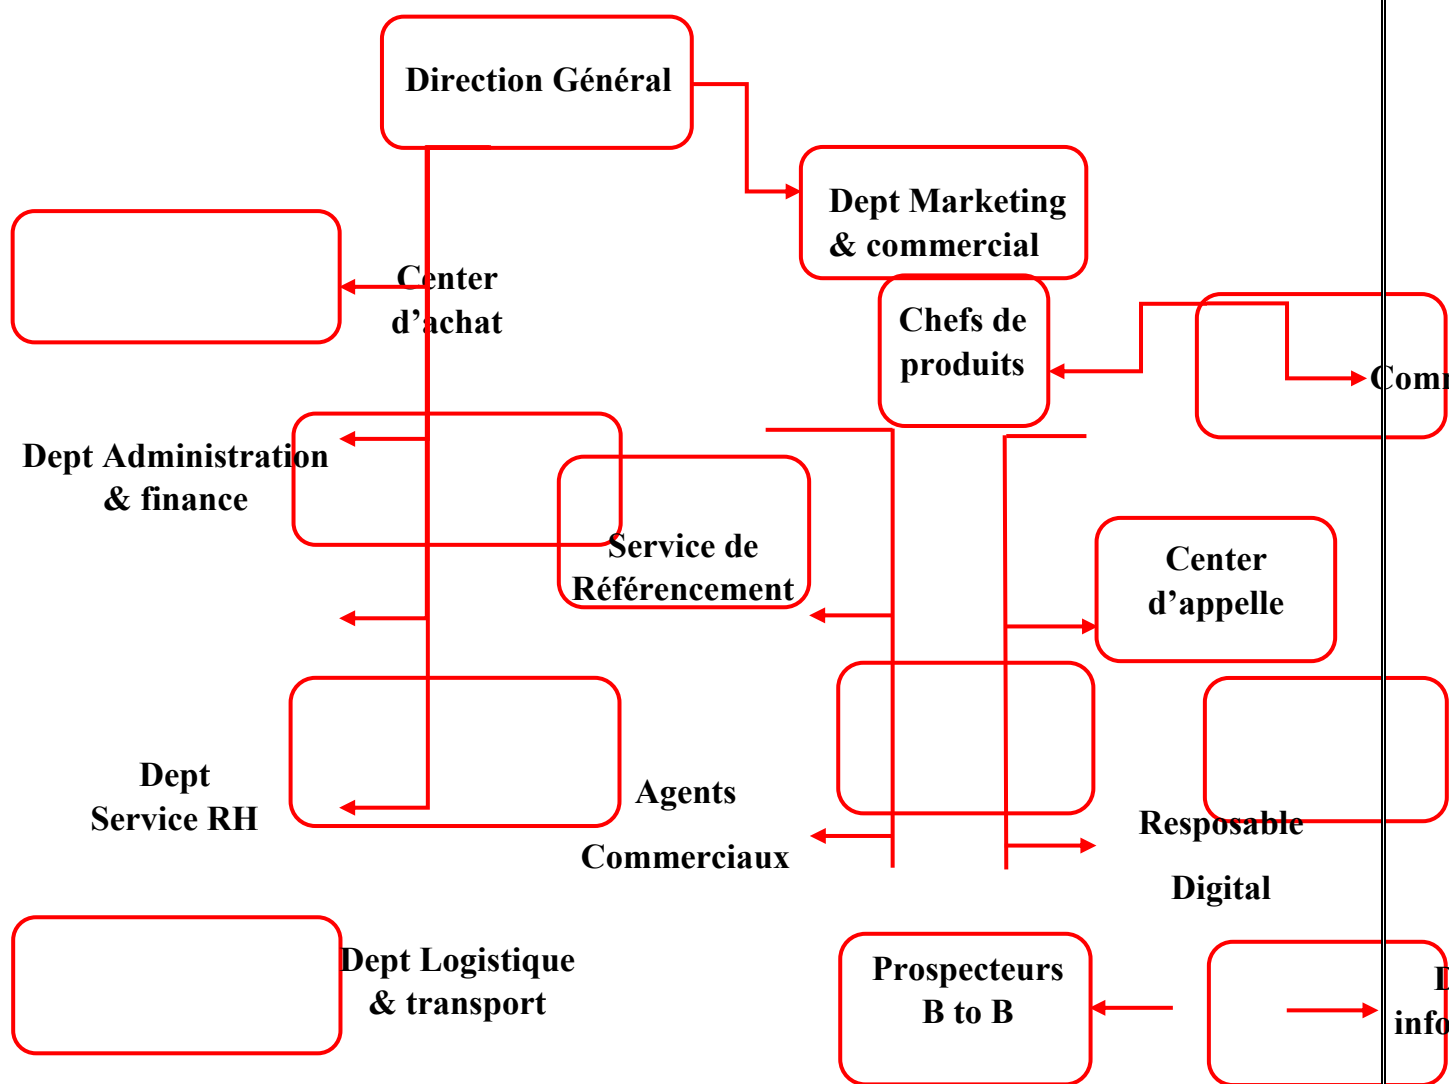 Direction Général
Dept Marketing
& commercial
Center
d’achat
Chefs de
produits
Dept Administration
& finance
Service de
Référencement
Center
d’appelle
Dept
Service RH
Agents
Commerciaux
Resposable
Digital
Dept Logistique
& transport
Prospecteurs
B to B